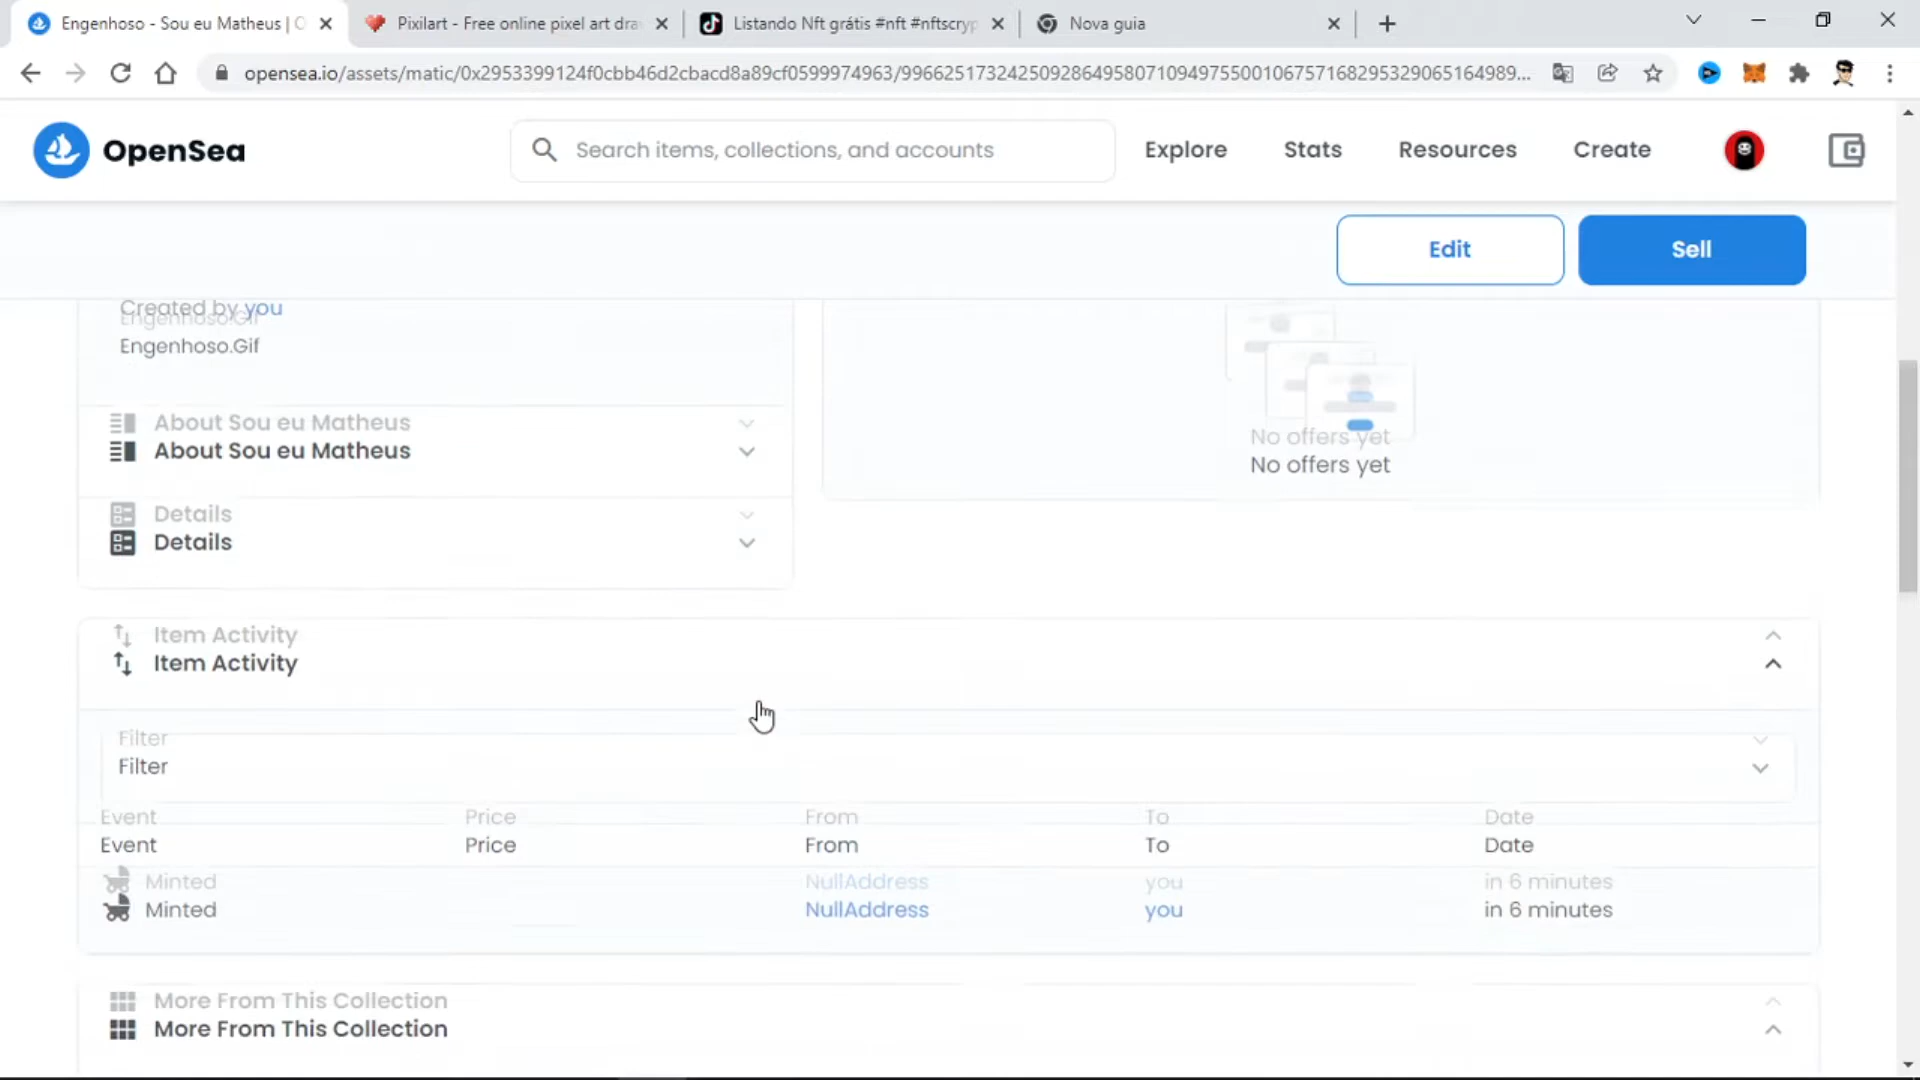 Engenhoso - Sou eu Matheus | O
Pixilart - Free online pixel art dra
Listando Nft grátis #nft #nftscryp
Nova guia
opensea.io/assets/matic/0x2953399124f0cbb46d2cbacd8a89cf0599974963/99662517324250928649580710949755001067571682953290651649​89...
OpenSea
Search items, collections, and accounts
Explore
Stats
Resources
Create
Edit
Sell
Created by you
Engenhoso.Gif
Engenhoso.Gif
About Sou eu Matheus
About Sou eu Matheus
No offers yet
No offers yet
Details
Details
Item Activity
Item Activity
Filter
Filter
Event Price From To Date
Event Price From To Date
Minted NullAddress you in 6 minutes
Minted NullAddress you in 6 minutes
More From This Collection
More From This Collection